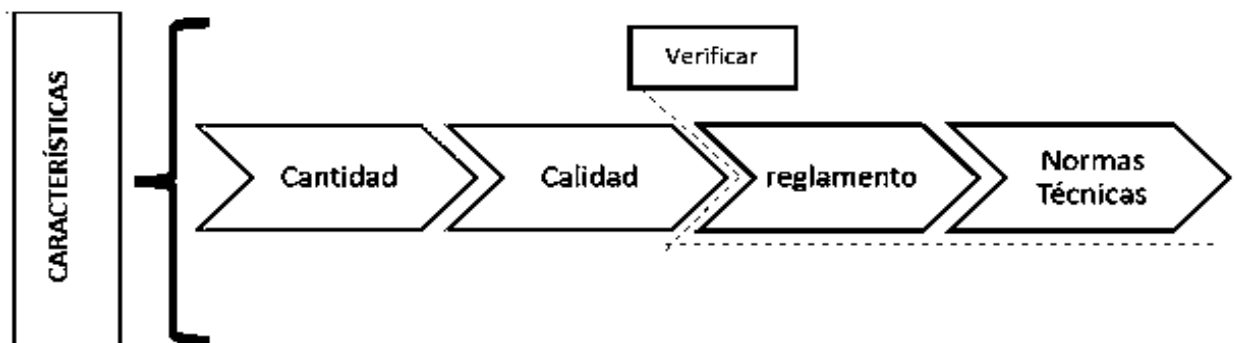 CARACTERÍSTICAS
Verificar
Cantidad
Calidad
reglamento
Normas
Técnicas